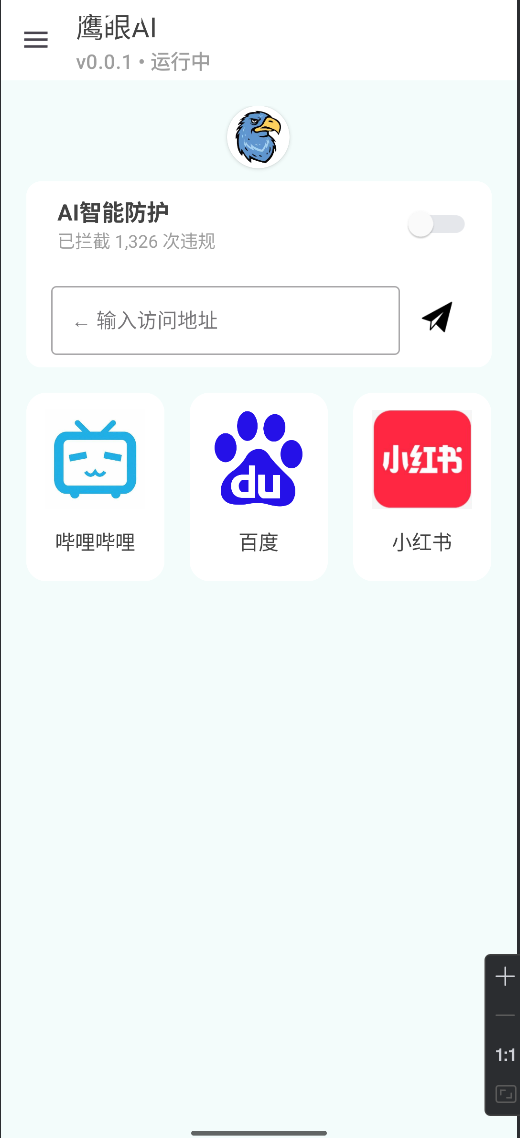 鹰眼AI
v0.0.1 • 运行中
AI智能防护
已拦截 1,326 次违规
← 输入访问地址
du
小红书
哔哩哔哩
百度
小红书
1:1